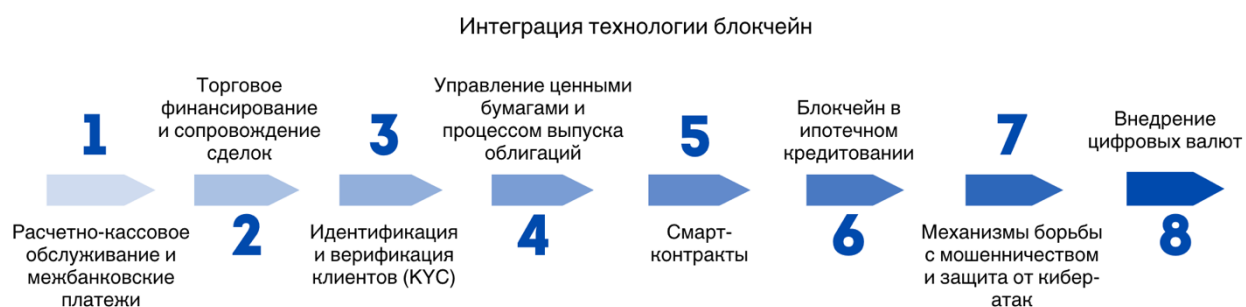 Интеграция технологии блокчейн
1
Расчетно-кассовое
обслуживание и
межбанковские
платежи
Торговое
финансирование
и сопровождение
сделок
2
3
Идентификация
и верификация
клиентов (KYC)
Управление ценными
бумагами и
процессом выпуска
облигаций
4
5
Смарт-
контракты
Блокчейн в
ипотечном
кредитовании
6
7
Механизмы борьбы
с мошенничеством
и защита от кибер-
атак
Внедрение
цифровых валют
8